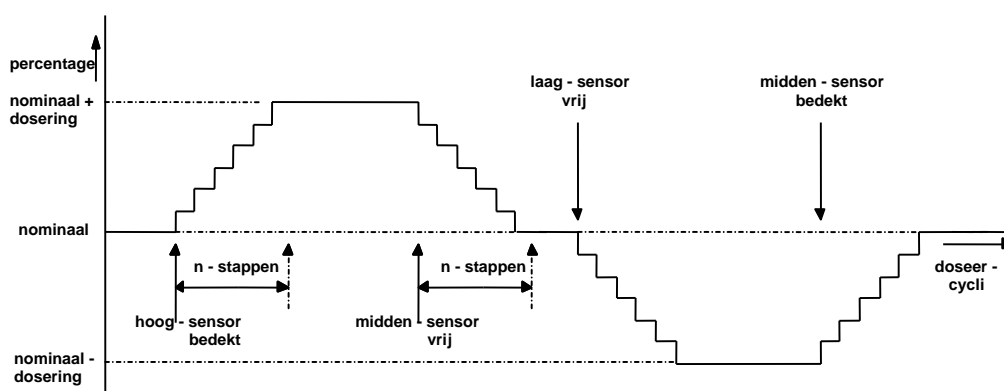 percentage
nominaal +
dosering
nominaal
nominaal -
dosering
n - stappen
hoog - sensor
bedekt
n - stappen
midden - sensor
vrij
laag - sensor
vrij
midden - sensor
bedekt
doseer -
cycli